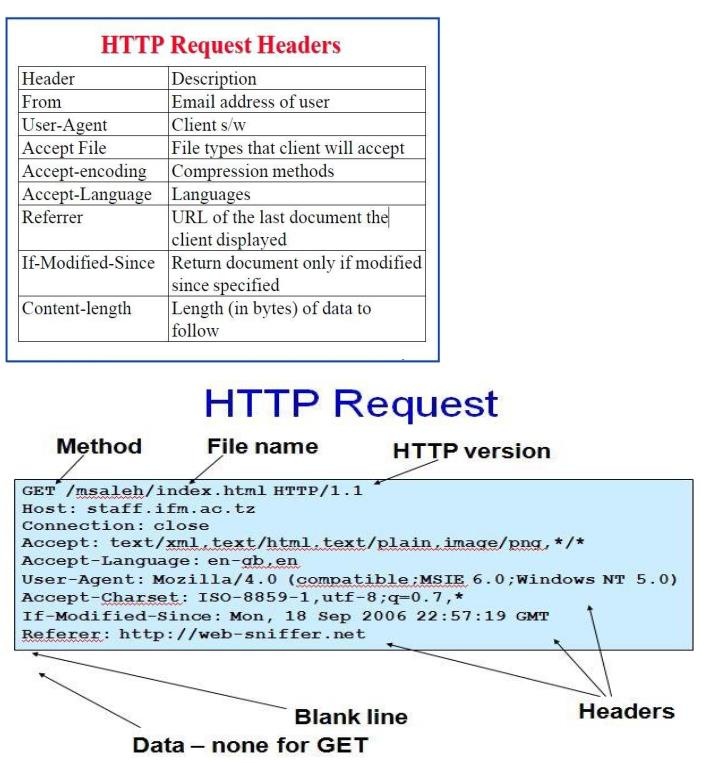 HTTP Request Headers
Header Description
From Email address of user
User-Agent Client s/w
Accept File File types that client will accept
Accept-encoding Compression methods
Accept-Language Languages
Referrer URL of the last document the
client displayed
If-Modified-Since Return document only if modified
since specified
Content-length Length (in bytes) of data to
follow
HTTP Request
Method File name HTTP version
GET /msaleh/index.html HTTP/1.1
Host: staff.ifm.ac.tz
Connection: close
Accept: text/xml,text/html,text/plain,image/png,*/*
Accept-Language: en-gb,en
User-Agent: Mozilla/4.0 (compatible;MSIE 6.0;Windows NT 5.0)
Accept-Charset: ISO-8859-1,utf-8;q=0.7,*
If-Modified-Since: Mon, 18 Sep 2006 22:57:19 GMT
Referer: http://web-sniffer.net
Blank line
Headers
Data – none for GET